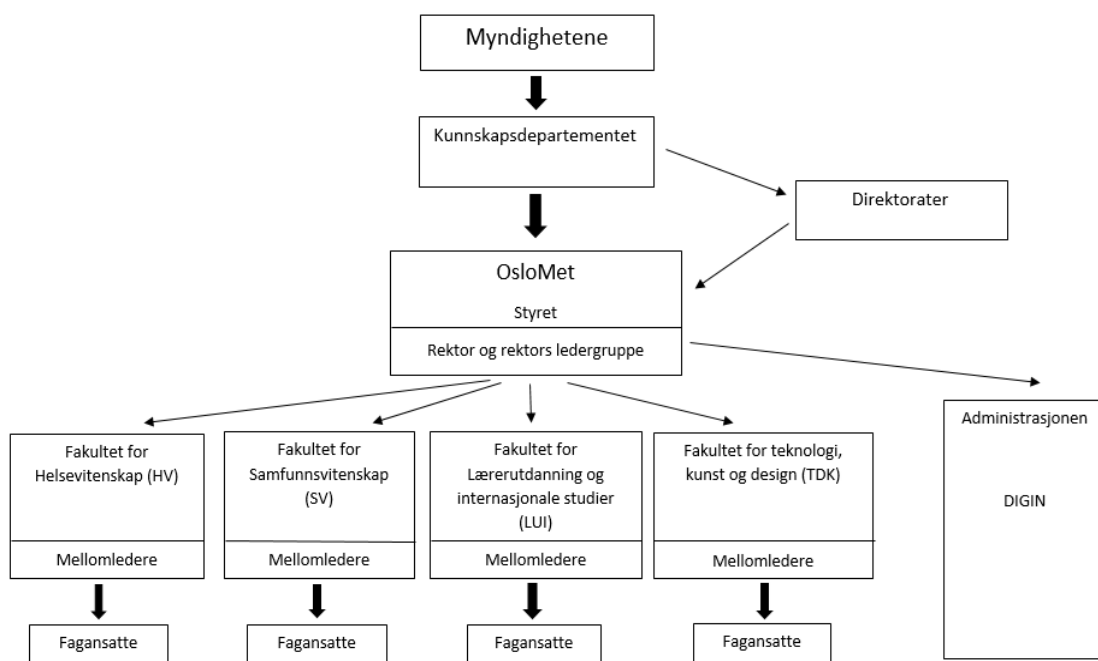 Myndighetene
Kunnskapsdepartementet
Direktorater
OsloMet
Styret
Rektor og rektors ledergruppe
Fakultet for
Helsevitenskap (HV)
Mellomledere
Fagansatte
Fakultet for
Samfunnsvitenskap
(SV)
Mellomledere
Fagansatte
Fakultet for
Lærerutdanning og
internasjonale studier
(LUI)
Mellomledere
Fagansatte
Fakultet for teknologi,
kunst og design (TDK)
Mellomledere
Fagansatte
Administrasjonen
DIGIN